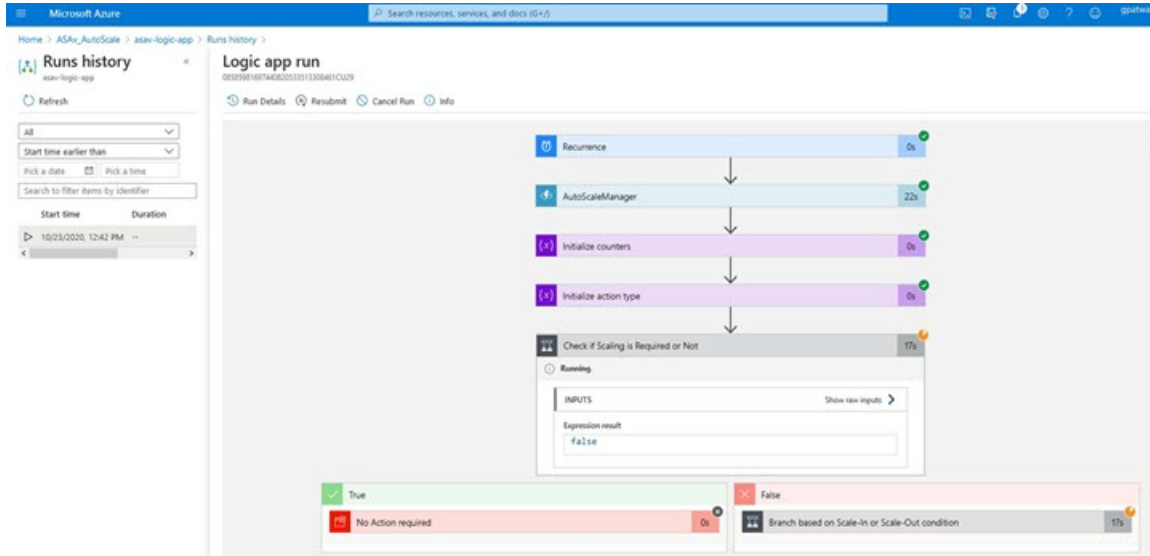 Microsoft Azure
Search resources, services, and docs (G+/)
Home > ASAv_AutoScale > asav-logic-app > Runs history >
Runs history
asav-logic-app
Refresh
All
Start time earlier than
Pick a date
Pick a time
Search to filter items by identifier
Start time Duration
10/23/2020, 12:42 PM --
Logic app run
Run Details Resubmit Cancel Run Info
Recurrence 0s
AutoScaleManager 22s
{x} Initialize counters 0s
{x} Initialize action type 0s
Check if Scaling is Required or Not 17s
Running.
INPUTS Show raw inputs
Expression result
false
True
No Action required 0s
False
Branch based on Scale-In or Scale-Out condition 17s